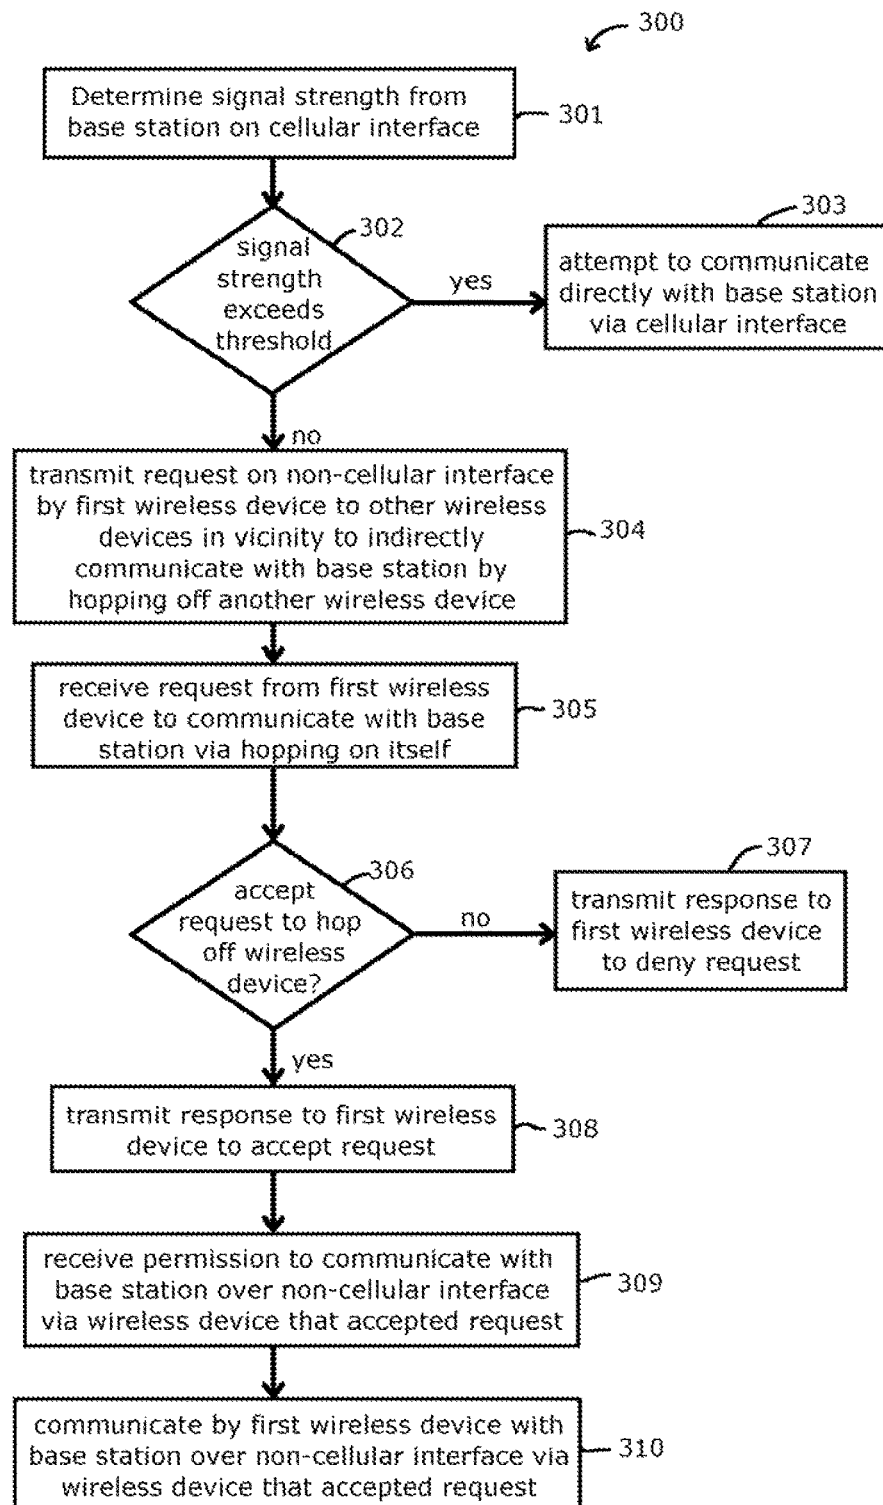 300
Determine signal strength from
base station on cellular interface
301
302
signal
strength
exceeds
threshold
yes
303
attempt to communicate
directly with base station
via cellular interface
no
transmit request on non-cellular interface
by first wireless device to other wireless
devices in vicinity to indirectly
communicate with base station by
hopping off another wireless device
304
receive request from first wireless
device to communicate with base
station via hopping on itself
305
306
accept
request to hop
off wireless
device?
no
307
transmit response to
first wireless device
to deny request
yes
transmit response to first wireless
device to accept request
308
receive permission to communicate with
base station over non-cellular interface
via wireless device that accepted request
309
communicate by first wireless device with
base station over non-cellular interface via
wireless device that accepted request
310